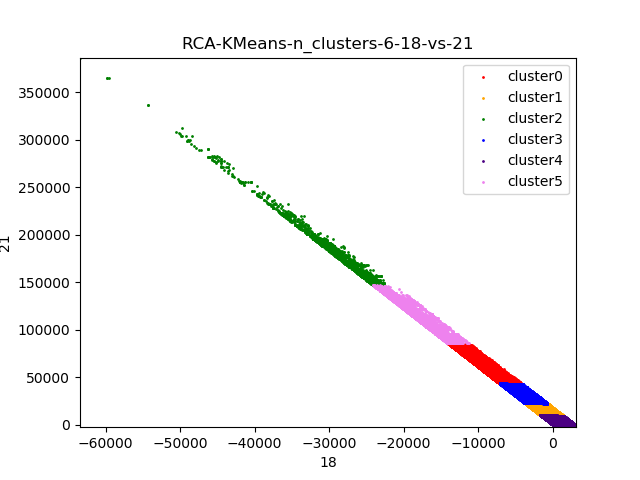 RCA-KMeans-n_clusters-6-18-vs-21
cluster0
cluster1
cluster2
cluster3
cluster4
cluster5
350000
300000
250000
200000
150000
100000
50000
0
21
−60000 −50000 −40000 −30000 −20000 −10000 0
18